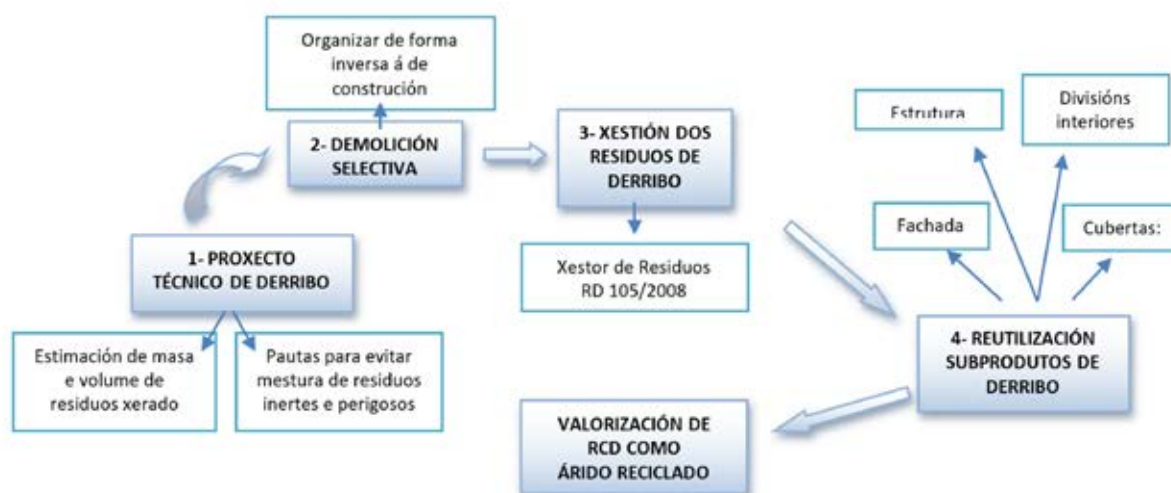 Organizar de forma
inversa á de
construción
2- DEMOLICIÓN
SELECTIVA
1- PROXECTO
TÉCNICO DE DERRIBO
Estimación de masa
e volume de
residuos xerado
Pautas para evitar
mestura de residuos
inertes e perigosos
3- XESTIÓN DOS
RESIDUOS DE
DERRIBO
Xestor de Residuos
RD 105/2008
Estrutura
Divisións
interiores
Fachada
Cubertas:
4- REUTILIZACIÓN
SUBPRODUTOS DE
DERRIBO
VALORIZACIÓN DE
RCD COMO
ÁRIDO RECICLADO